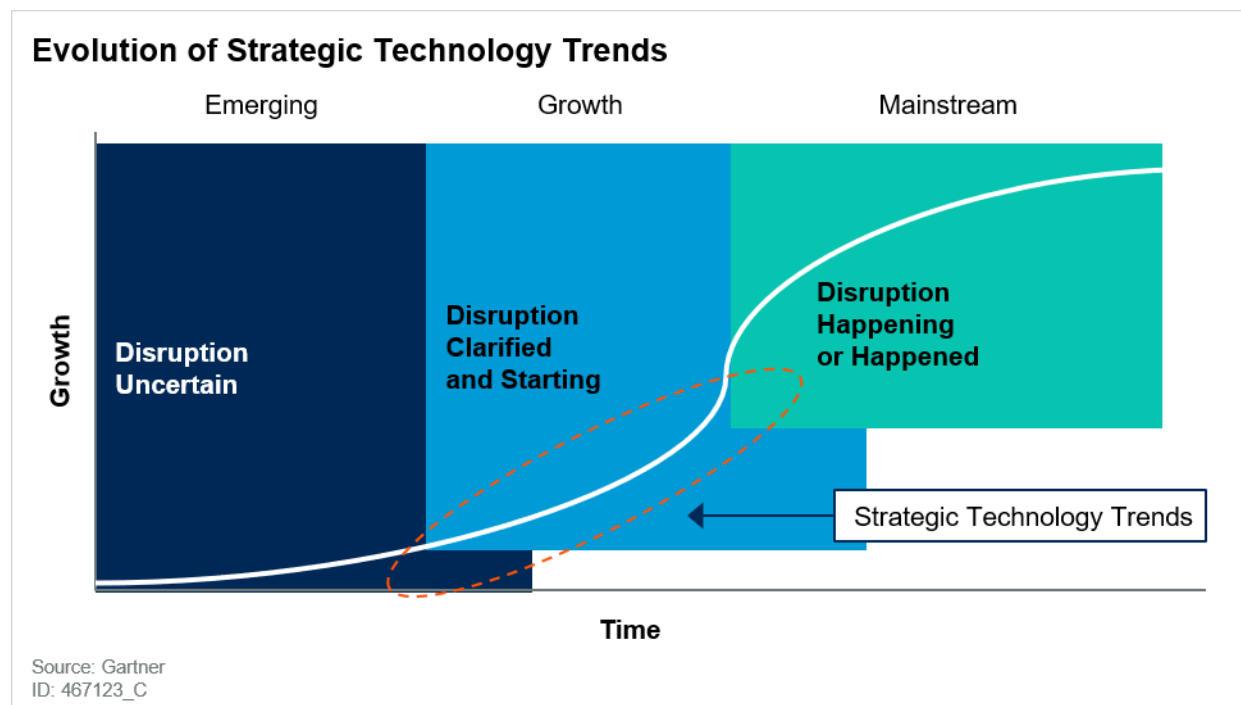 Evolution of Strategic Technology Trends
Emerging Growth Mainstream
Growth
Disruption
Uncertain
Disruption
Clarified
and Starting
Disruption
Happening
or Happened
Strategic Technology Trends
Time
Source: Gartner
ID: 467123_C